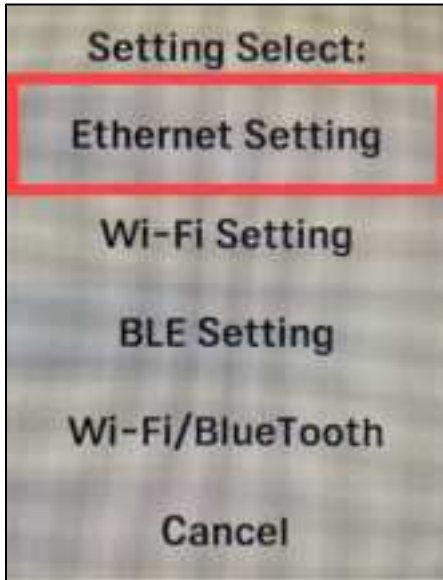 Setting Select:
Ethernet Setting
Wi-Fi Setting
BLE Setting
Wi-Fi/BlueTooth
Cancel